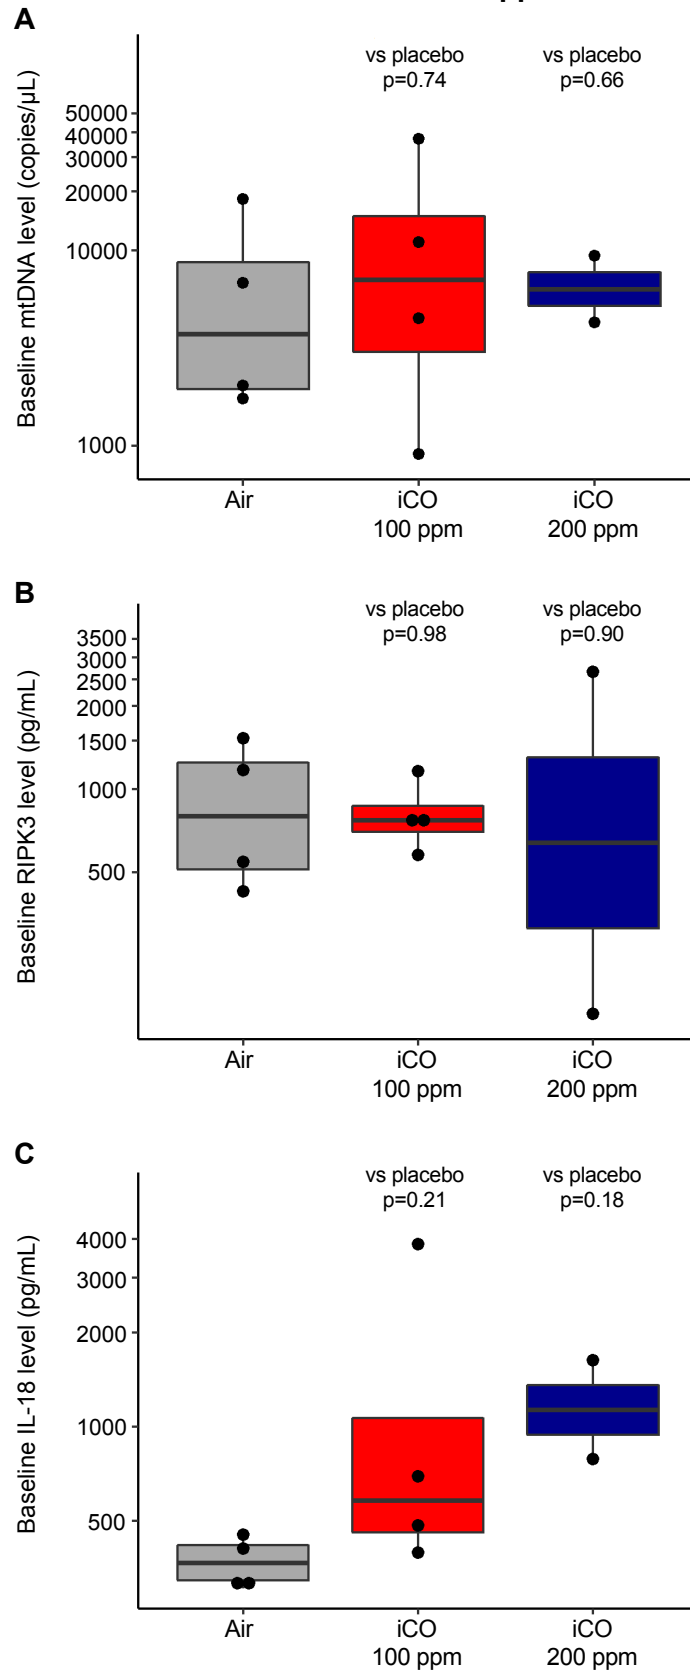 A
vs placebo
p=0.74
vs placebo
p=0.66
Baseline mtDNA level (copies/µL)
50000
40000
30000
20000
10000
1000
Air
iCO
100 ppm
iCO
200 ppm
B
vs placebo
p=0.98
vs placebo
p=0.90
Baseline RIPK3 level (pg/mL)
3500
3000
2500
2000
1500
1000
500
Air
iCO
100 ppm
iCO
200 ppm
C
vs placebo
p=0.21
vs placebo
p=0.18
Baseline IL-18 level (pg/mL)
4000
3000
2000
1000
500
Air
iCO
100 ppm
iCO
200 ppm